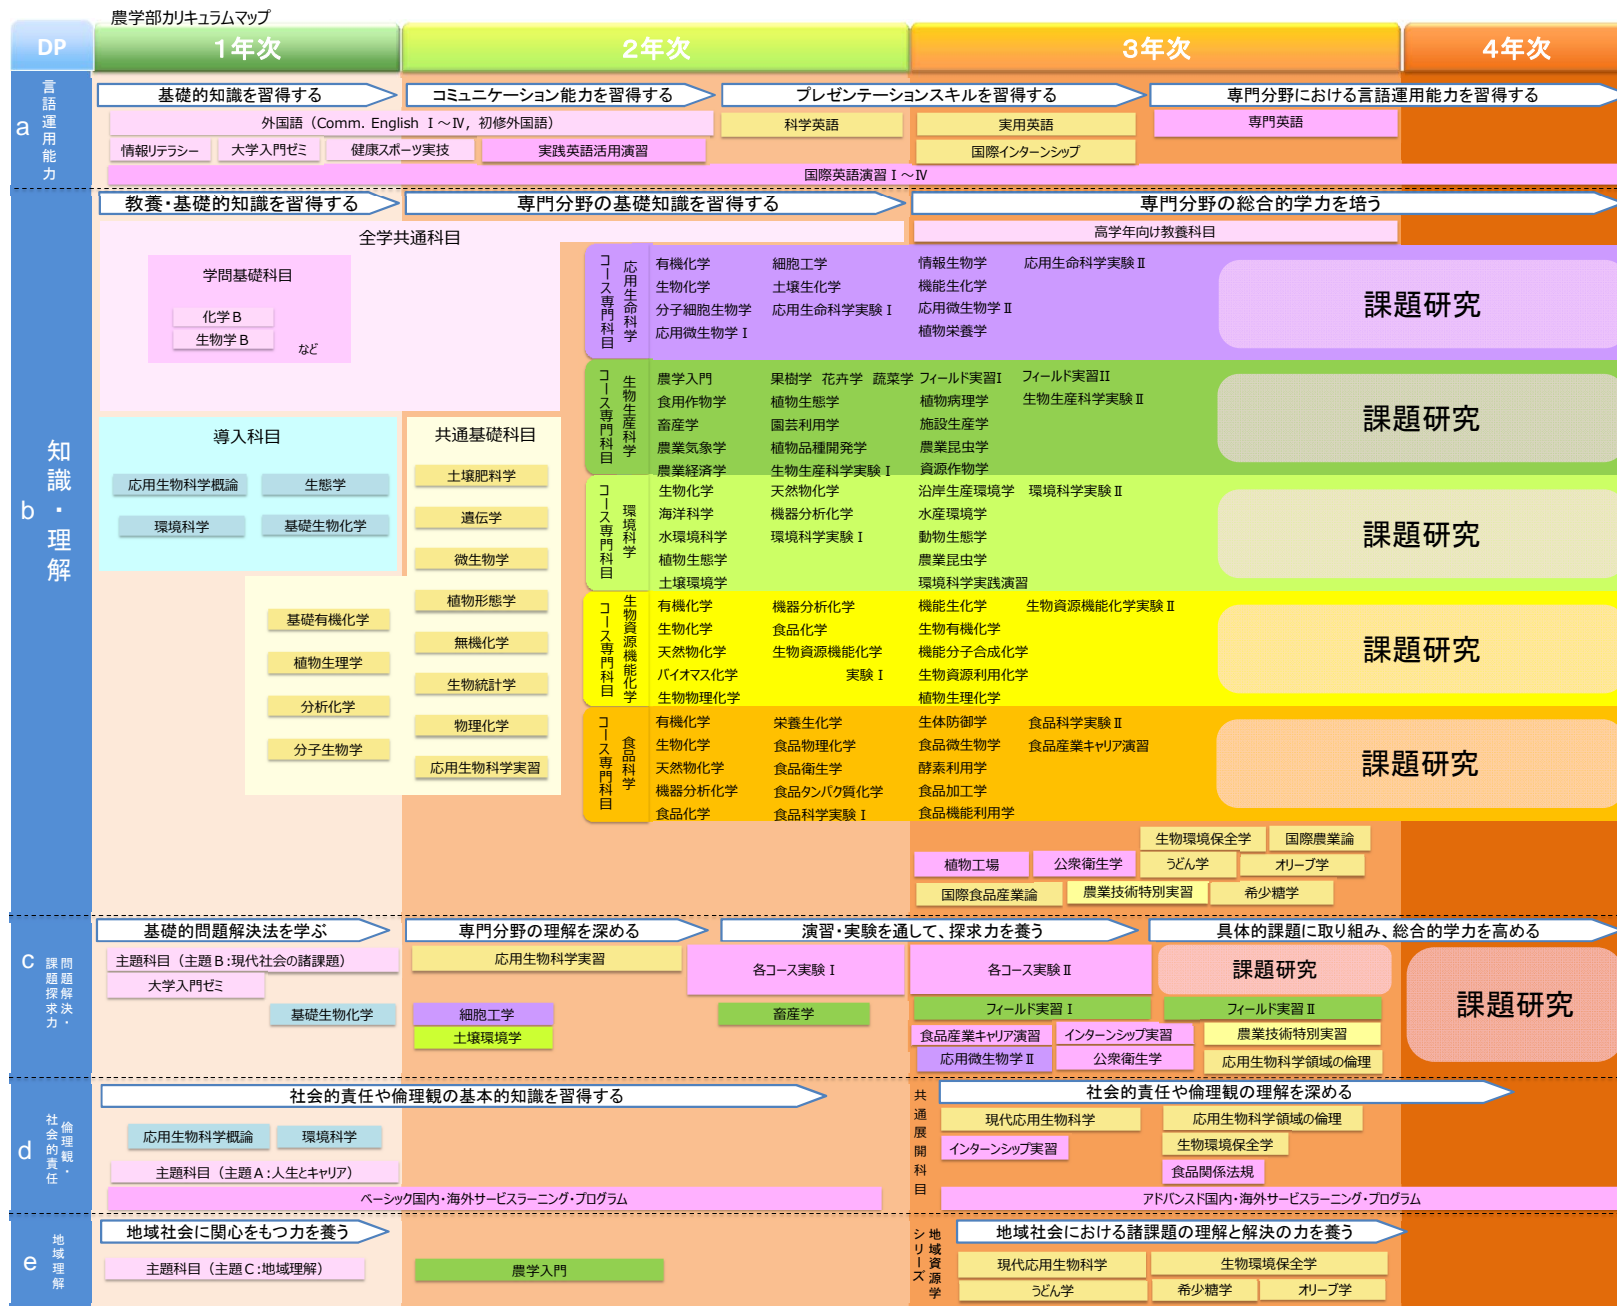 農学部カリキュラムマップ
DP
1年次
2年次
3年次
4年次
a
言語運用能力
基礎的知識を習得する
コミュニケーション能力を習得する
プレゼンテーションスキルを習得する
専門分野における言語運用能力を習得する
外国語（Comm. English Ⅰ～Ⅳ，初修外国語）
科学英語
実用英語
専門英語
情報リテラシー
大学入門ゼミ
健康スポーツ実技
実践英語活用演習
国際インターンシップ
国際英語演習Ⅰ～Ⅳ
b
知識・理解
教養・基礎的知識を習得する
専門分野の基礎知識を習得する
専門分野の総合的学力を培う
全学共通科目
高学年向け教養科目
学問基礎科目
化学B
生物学B
など
導入科目
応用生物科学概論
生態学
環境科学
基礎生物化学
共通基礎科目
土壌肥料学
遺伝学
微生物学
植物形態学
無機化学
生物統計学
物理化学
応用生物科学実習
基礎有機化学
植物生理学
分析化学
分子生物学
応用生命科学
コース専門科目
有機化学
細胞工学
情報生物学
応用生命科学実験Ⅱ
生物化学
土壌生化学
機能生化学
分子細胞生物学
応用生命科学実験Ⅰ
応用微生物学Ⅱ
応用微生物学Ⅰ
植物栄養学
課題研究
生物生産科学
コース専門科目
農学入門
果樹学 花卉学 蔬菜学
フィールド実習Ⅰ
フィールド実習II
食用作物学
植物生態学
植物病理学
生物生産科学実験Ⅱ
畜産学
園芸利用学
施設生産学
農業気象学
植物品種開発学
農業昆虫学
農業経済学
生物生産科学実験Ⅰ
資源作物学
課題研究
環境科学
コース専門科目
生物化学
天然物化学
沿岸生産環境学
環境科学実験Ⅱ
海洋科学
機器分析化学
水産環境学
水環境科学
環境科学実験Ⅰ
動物生態学
植物生態学
農業昆虫学
土壌環境学
環境科学実践演習
課題研究
生物資源機能化学
コース専門科目
有機化学
機器分析化学
機能生化学
生物資源機能化学実験Ⅱ
生物化学
食品化学
生物有機化学
天然物化学
生物資源機能化学
機能分子合成化学
バイオマス化学
実験Ⅰ
生物資源利用化学
生物物理化学
植物生理化学
課題研究
食品科学
コース専門科目
有機化学
栄養生化学
生体防御学
食品科学実験Ⅱ
生物化学
食品物理化学
食品微生物学
食品産業キャリア演習
天然物化学
食品衛生学
酵素利用学
機器分析化学
食品タンパク質化学
食品加工学
食品化学
食品科学実験Ⅰ
食品機能利用学
課題研究
生物環境保全学
国際農業論
植物工場
公衆衛生学
うどん学
オリーブ学
国際食品産業論
農業技術特別実習
希少糖学
c
問題解決・
課題探求力
基礎的問題解決法を学ぶ
専門分野の理解を深める
演習・実験を通して、探求力を養う
具体的課題に取り組み、総合的学力を高める
主題科目（主題B：現代社会の諸課題）
応用生物科学実習
各コース実験Ⅰ
各コース実験Ⅱ
課題研究
課題研究
大学入門ゼミ
基礎生物化学
細胞工学
畜産学
フィールド実習Ⅰ
フィールド実習Ⅱ
土壌環境学
食品産業キャリア演習
インターンシップ実習
農業技術特別実習
応用微生物学Ⅱ
公衆衛生学
応用生物科学領域の倫理
d
倫理観・
社会的責任
社会的責任や倫理観の基本的知識を習得する
共通展開科目
社会的責任や倫理観の理解を深める
応用生物科学概論
環境科学
現代応用生物科学
応用生物科学領域の倫理
インターンシップ実習
生物環境保全学
主題科目（主題A：人生とキャリア）
食品関係法規
ベーシック国内・海外サービスラーニング・プログラム
アドバンスド国内・海外サービスラーニング・プログラム
e
地域理解
地域社会に関心をもつ力を養う
地域資源学
シリーズ
地域社会における諸課題の理解と解決の力を養う
主題科目（主題C：地域理解）
農学入門
現代応用生物科学
生物環境保全学
うどん学
希少糖学
オリーブ学